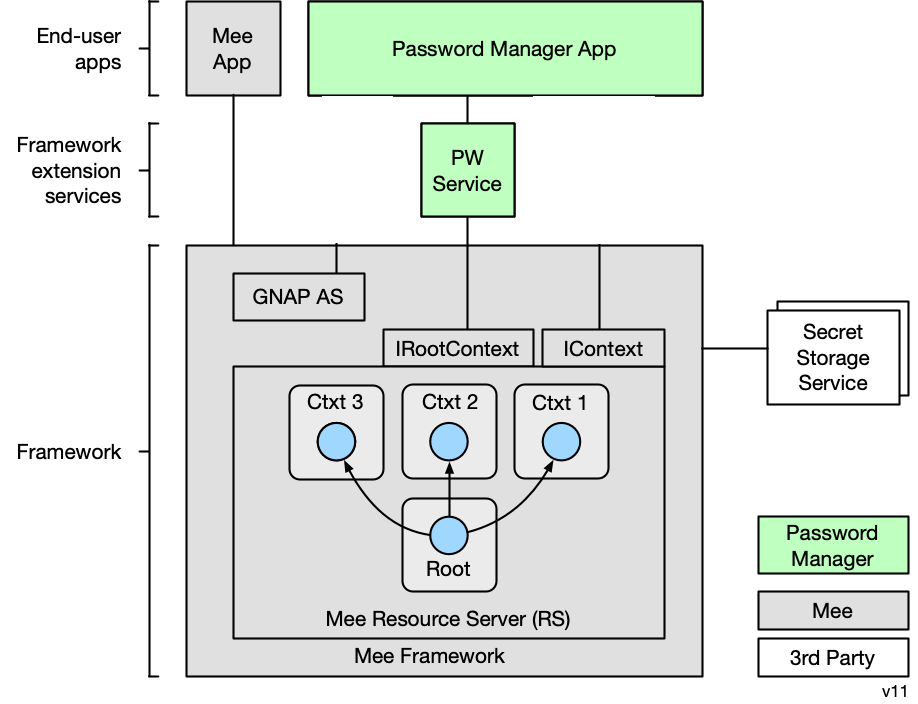 End-user
apps
Mee
App
Password Manager App
Framework
extension
services
PW
Service
GNAP AS
IRootContext
IContext
Secret
Storage
Service
Ctxt 3
Ctxt 2
Ctxt 1
Framework
Root
Password
Manager
Mee Resource Server (RS)
Mee
Mee Framework
3rd Party
v11